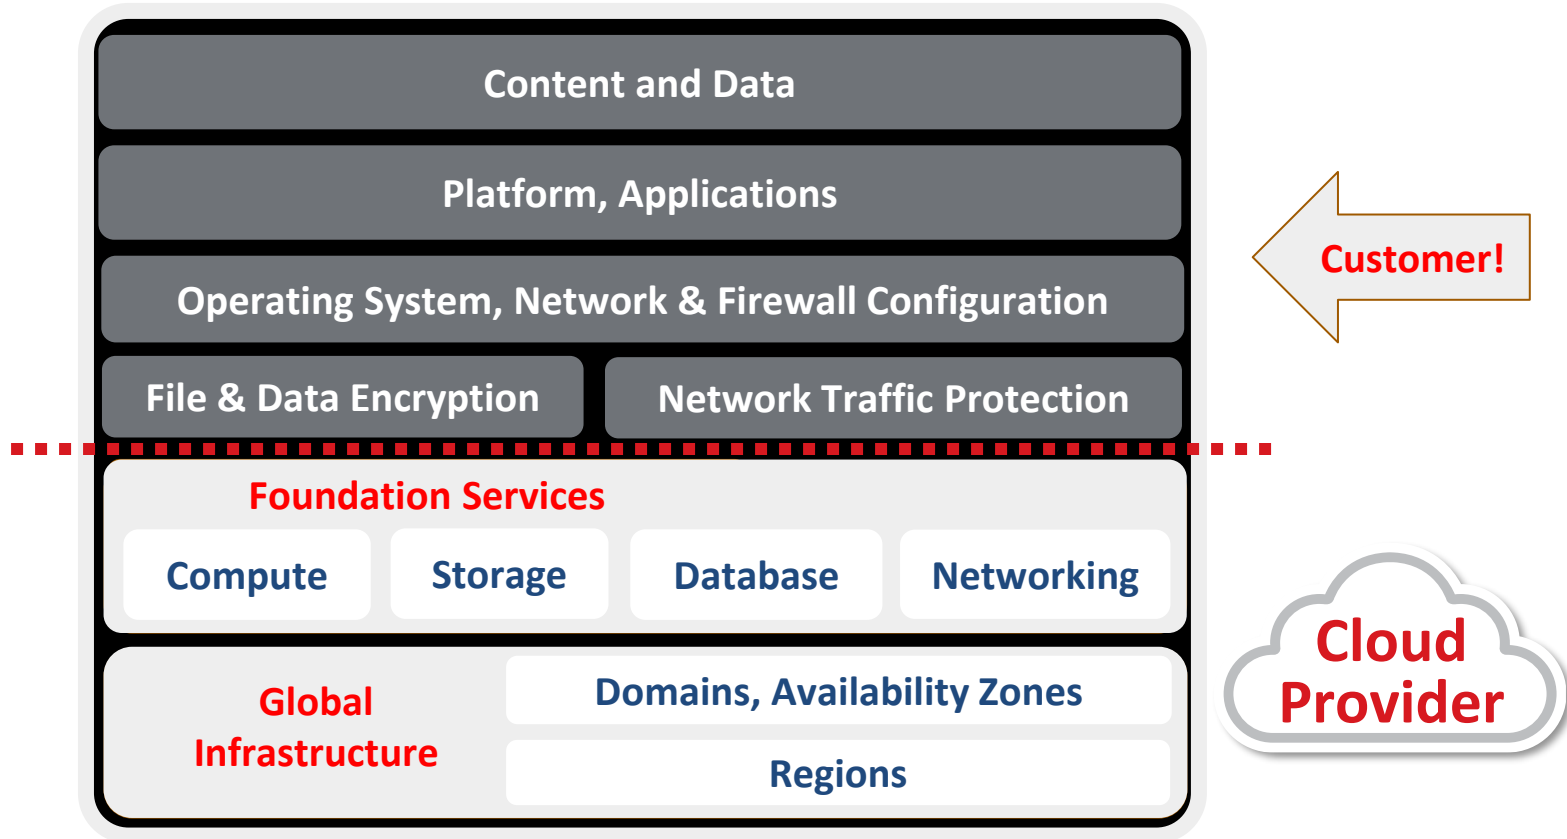 Content and Data
Platform, Applications
Customer!
Operating System, Network & Firewall Configuration
File & Data Encryption
Network Traffic Protection
Foundation Services
Compute
Storage
Database
Networking
Cloud
Provider
Global
Infrastructure
Domains, Availability Zones
Regions